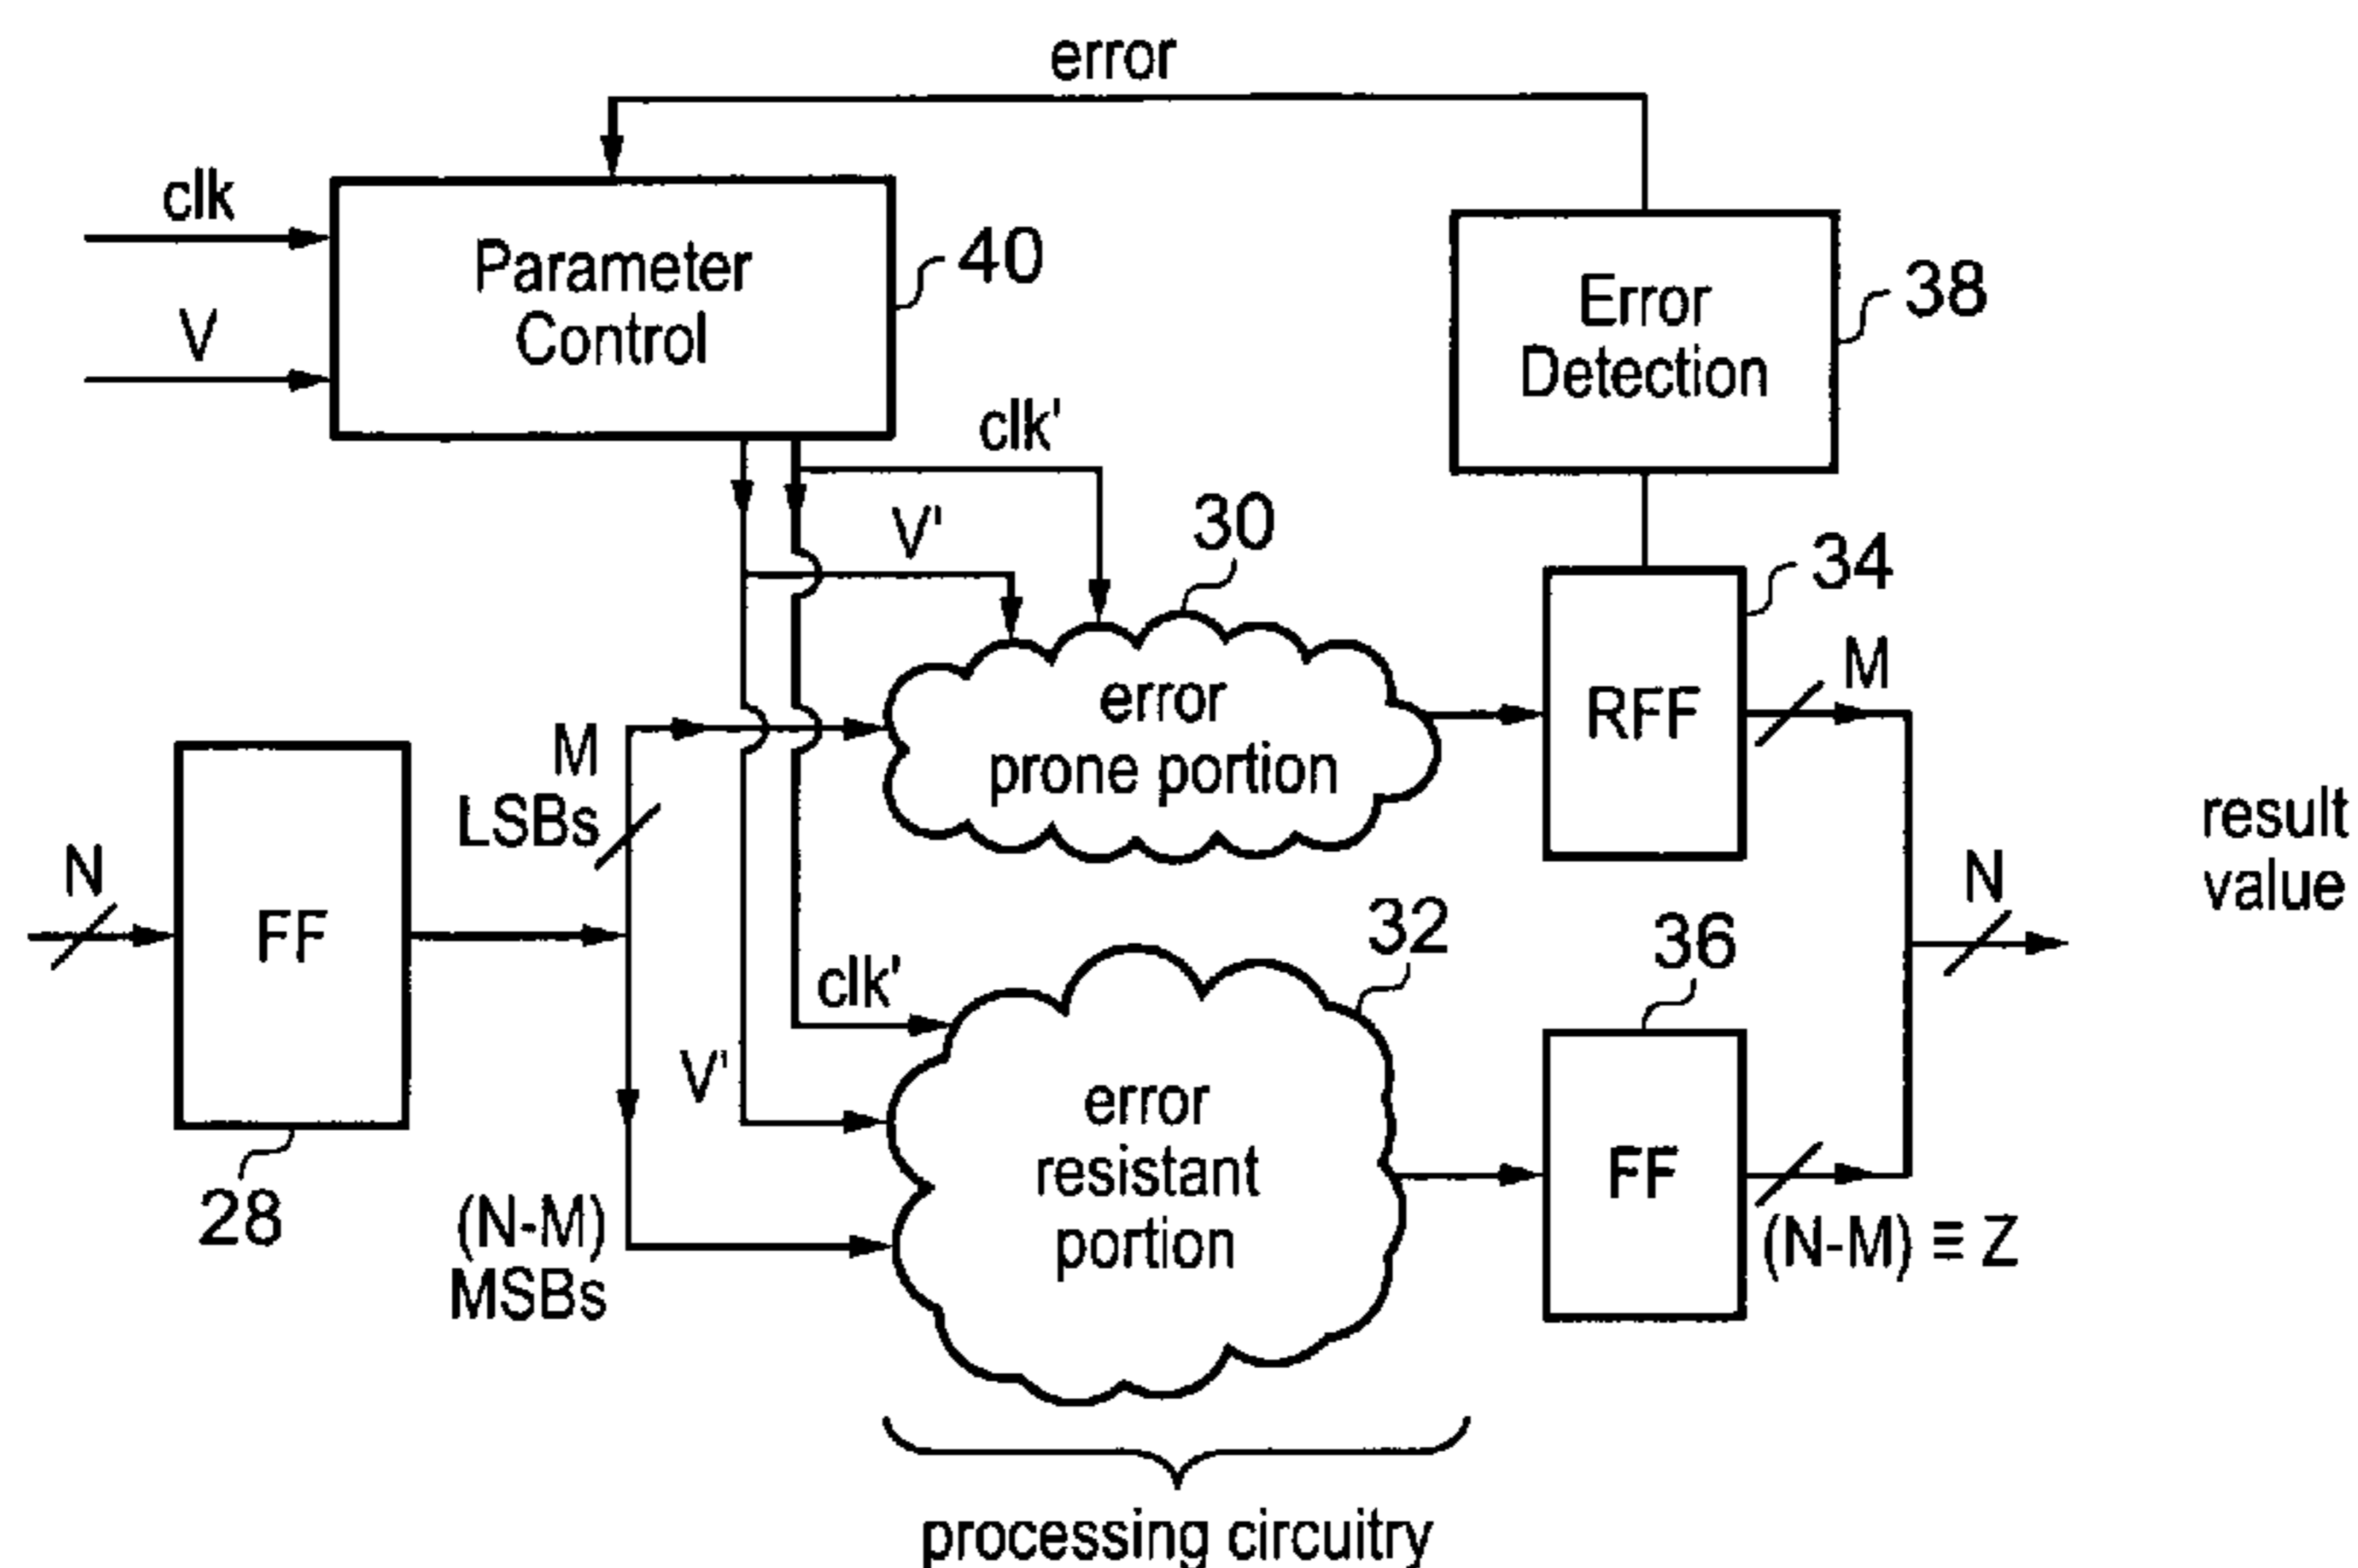 error
clk
V
Parameter
Control
40
Error
Detection
38
clk'
V'
30
34
M
LSBs
error
prone portion
RFF
M
result
value
N
FF
28
32
36
N
clk'
V'
error
resistant
portion
FF
(N-M)
MSBs
(N-M) ≡ Z
processing circuitry